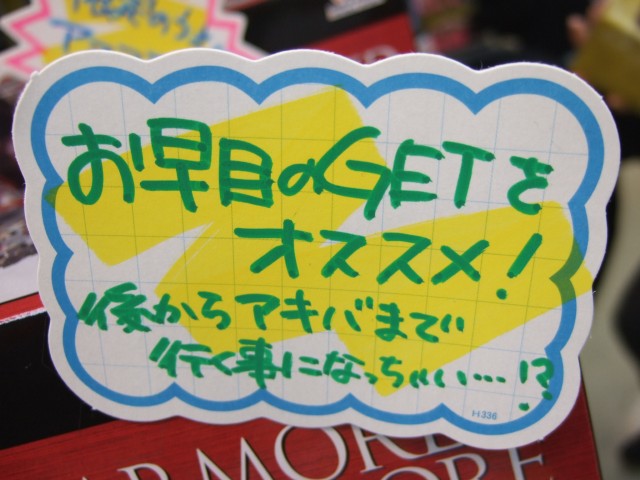 お早目のGETを
オススメ!
後からアキバまで
行く事になっちゃい…!?
H336
ARMORED
CORE